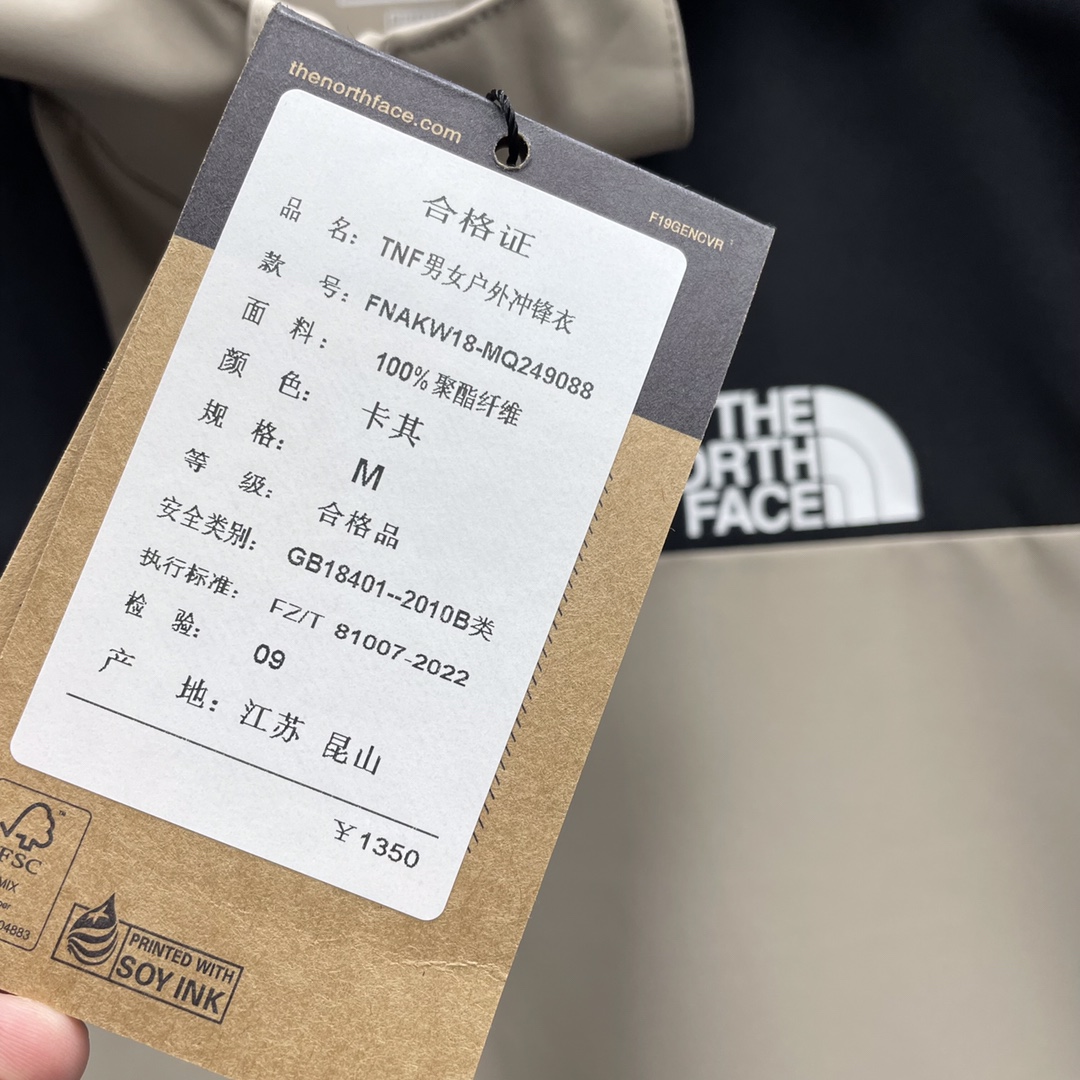 thenorthface.com
F19GENCVR
合格证
品 名: TNF男女户外冲锋衣
款 号: FNAKW18-MQ249088
面 料: 100%聚酯纤维
颜 色: 卡其
规 格: M
等 级: 合格品
安全类别: GB18401--2010B类
执行标准: FZ/T 81007-2022
检 验: 09
产 地: 江苏 昆山
¥1350
FSC
MIX
04883
PRINTED WITH
SOY INK
THE
NORTH
FACE